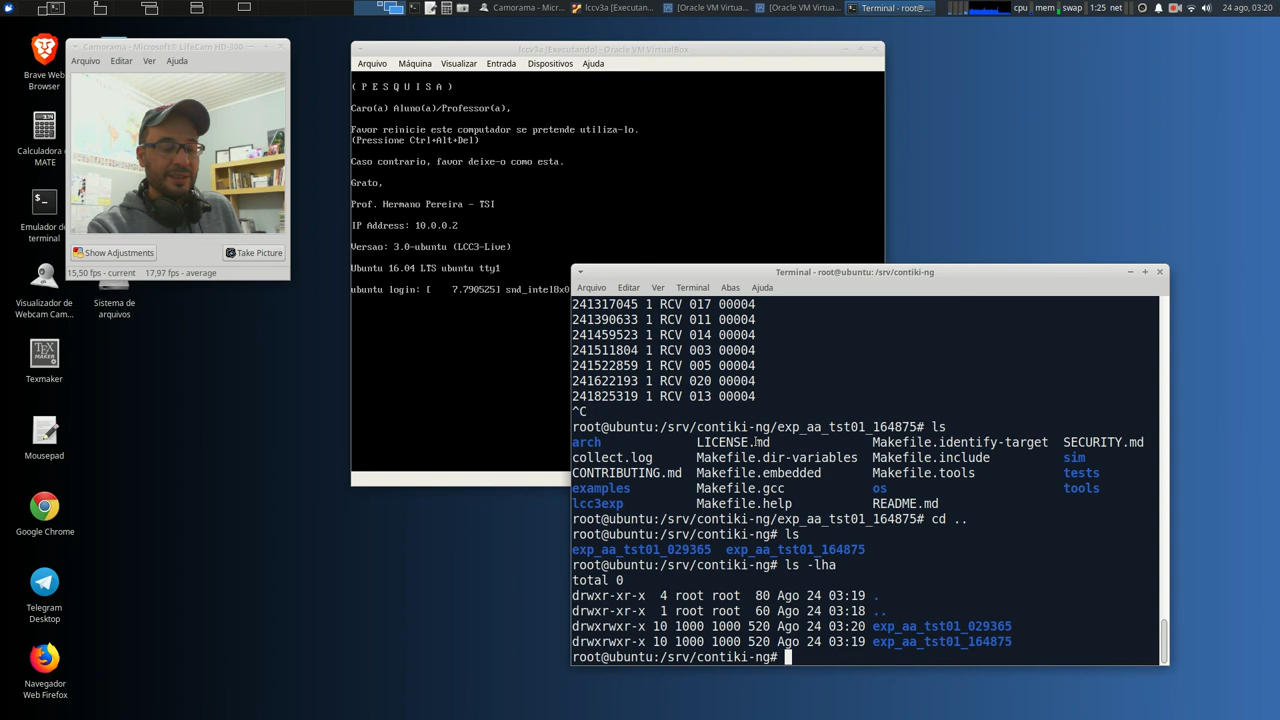 Camorama - Micros...
lccv3a [Executan...
[Oracle VM Virtual...
[Oracle VM Virtual...
Terminal - root@...
cpu
mem
swap
1:25
net
24 ago, 03:20
Brave Web
Browser
Calculadora do
MATE
Emulador de
terminal
Visualizador de
Webcam Cam...
Sistema de
arquivos
Texmaker
Mousepad
Google Chrome
Telegram
Desktop
Navegador
Web Firefox
Camorama - Microsoft® LifeCam HD-300
Arquivo Editar Ver Ajuda
Show Adjustments Take Picture
15,50 fps - current 17,97 fps - average
lccv3a [Executando] - Oracle VM VirtualBox
Arquivo Máquina Visualizar Entrada Dispositivos Ajuda
( P E S Q U I S A )
Caro(a) Aluno(a)/Professor(a),
Favor reinicie este computador se pretende utiliza-lo.
(Pressione Ctrl+Alt+Del)
Caso contrario, favor deixe-o como esta.
Grato,
Prof. Hermano Pereira - TSI
IP Address: 10.0.0.2
Versao: 3.0-ubuntu (LCC3-Live)
Ubuntu 16.04 LTS ubuntu tty1
ubuntu login: [    7.790525] snd_intel8x0
Terminal - root@ubuntu: /srv/contiki-ng
Arquivo Editar Ver Terminal Abas Ajuda
241317045 1 RCV 017 00004
241390633 1 RCV 011 00004
241459523 1 RCV 014 00004
241511804 1 RCV 003 00004
241522859 1 RCV 005 00004
241622193 1 RCV 020 00004
241825319 1 RCV 013 00004
^C
root@ubuntu:/srv/contiki-ng/exp_aa_tst01_164875# ls
arch LICENSE.md Makefile.identify-target SECURITY.md
collect.log Makefile.dir-variables Makefile.include sim
CONTRIBUTING.md Makefile.embedded Makefile.tools tests
examples Makefile.gcc os tools
lcc3exp Makefile.help README.md
root@ubuntu:/srv/contiki-ng/exp_aa_tst01_164875# cd ..
root@ubuntu:/srv/contiki-ng# ls
exp_aa_tst01_029365 exp_aa_tst01_164875
root@ubuntu:/srv/contiki-ng# ls -lha
total 0
drwxr-xr-x  4 root root  80 Ago 24 03:19 .
drwxr-xr-x  1 root root  60 Ago 24 03:18 ..
drwxrwxr-x 10 1000 1000 520 Ago 24 03:20 exp_aa_tst01_029365
drwxrwxr-x 10 1000 1000 520 Ago 24 03:19 exp_aa_tst01_164875
root@ubuntu:/srv/contiki-ng#